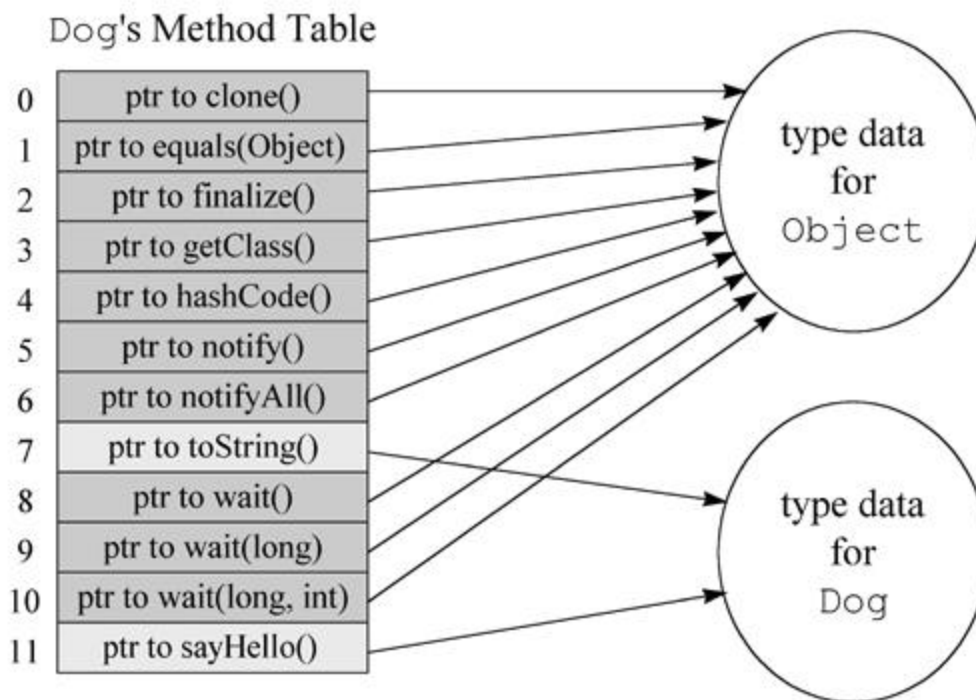 Dog's Method Table
0 ptr to clone()
1 ptr to equals(Object)
2 ptr to finalize()
3 ptr to getClass()
4 ptr to hashCode()
5 ptr to notify()
6 ptr to notifyAll()
7 ptr to toString()
8 ptr to wait()
9 ptr to wait(long)
10 ptr to wait(long, int)
11 ptr to sayHello()
type data
for
Object
type data
for
Dog